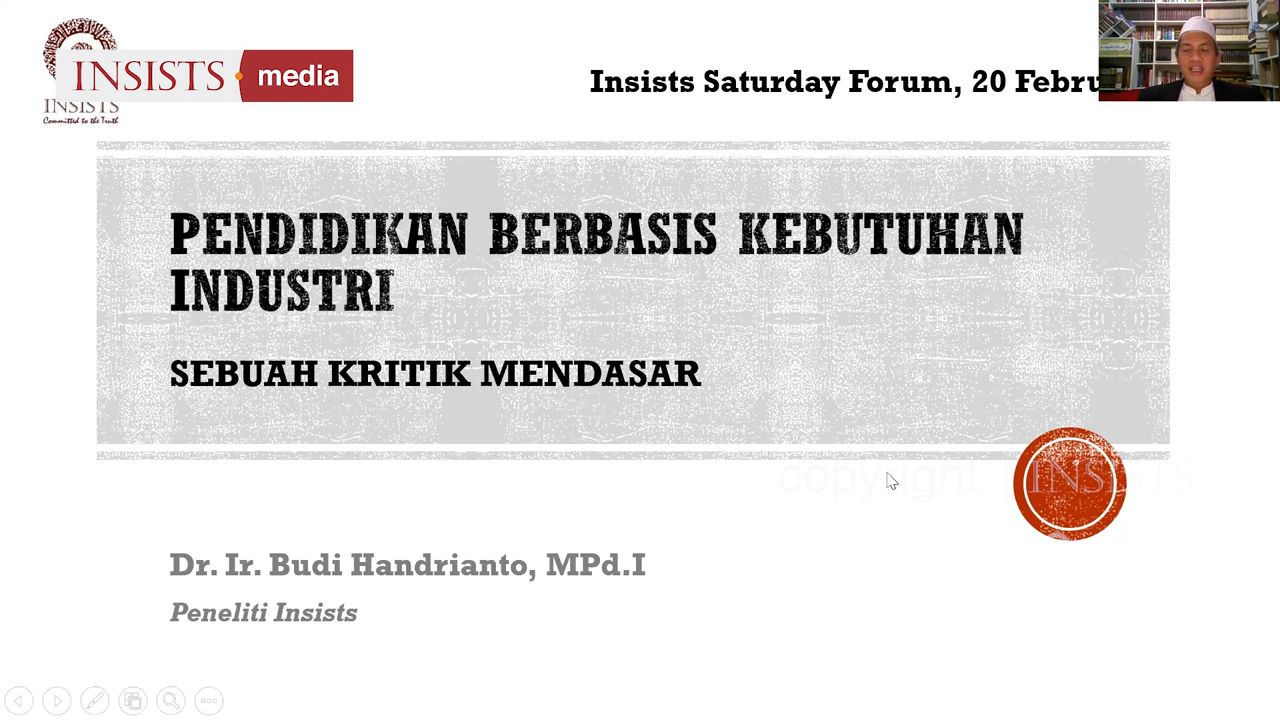 INSISTS media
INSISTS
Committed to the Truth
Insists Saturday Forum, 20 Febru
PENDIDIKAN BERBASIS KEBUTUHAN
INDUSTRI
SEBUAH KRITIK MENDASAR
copyright INSISTS
Dr. Ir. Budi Handrianto, MPd.I
Peneliti Insists